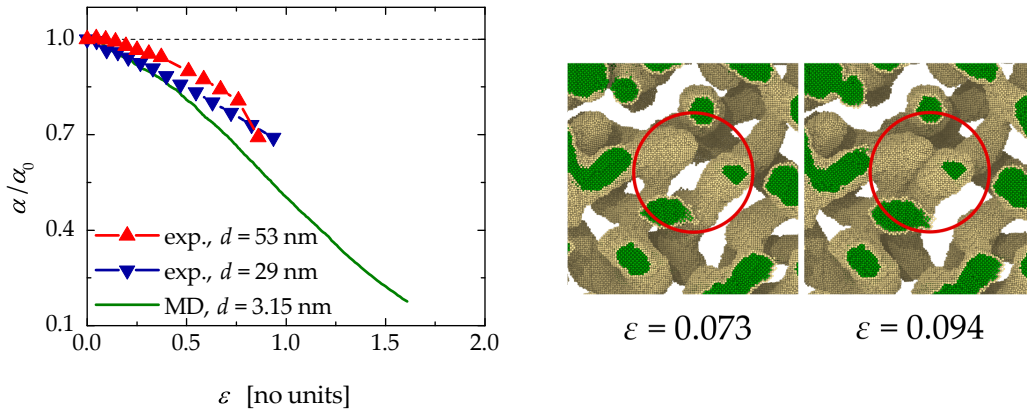 1.0
0.7
0.4
0.1
α/α₀
exp., d = 53 nm
exp., d = 29 nm
MD, d = 3.15 nm
0.0 0.5 1.0 1.5 2.0
ε [no units]
ε = 0.073
ε = 0.094